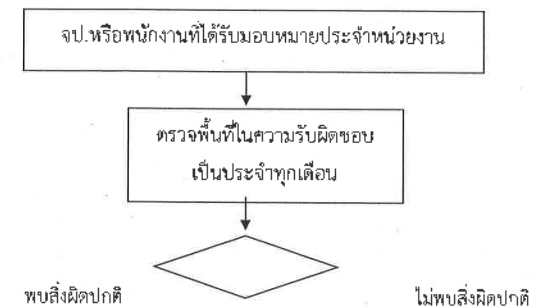 จป.หรือพนักงานที่ได้รับมอบหมายประจำหน่วยงาน
ตรวจพื้นที่ในความรับผิดชอบ
เป็นประจำทุกเดือน
พบสิ่งผิดปกติ
ไม่พบสิ่งผิดปกติ